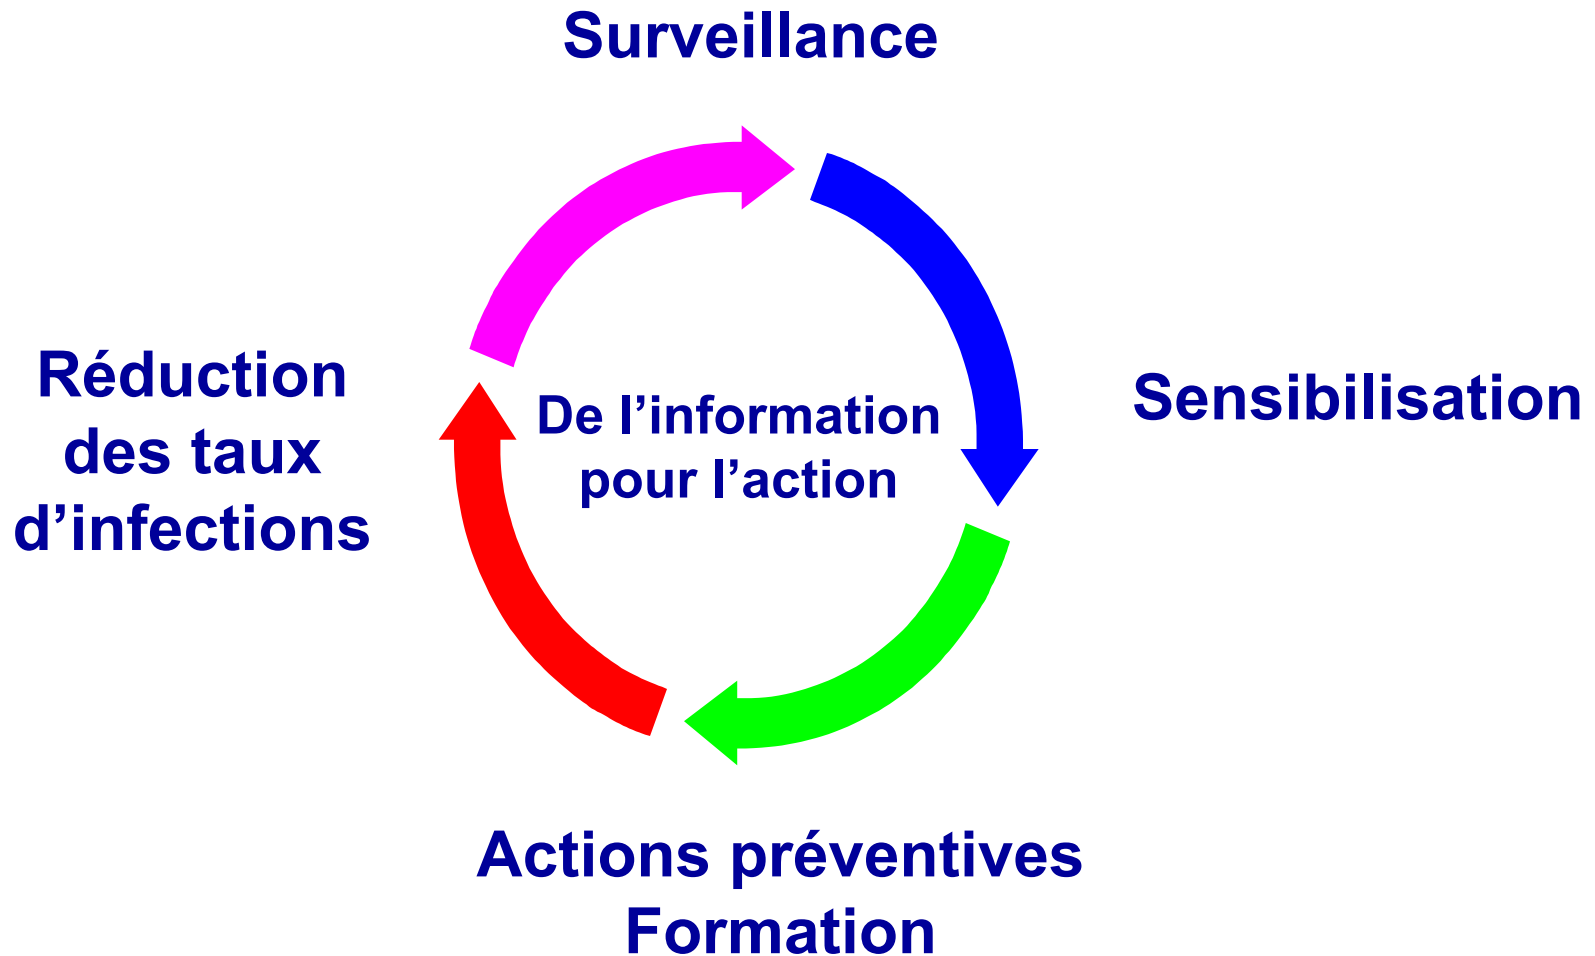 Surveillance
Sensibilisation
Actions préventives
Formation
Réduction
des taux
d’infections
De l’information
pour l’action